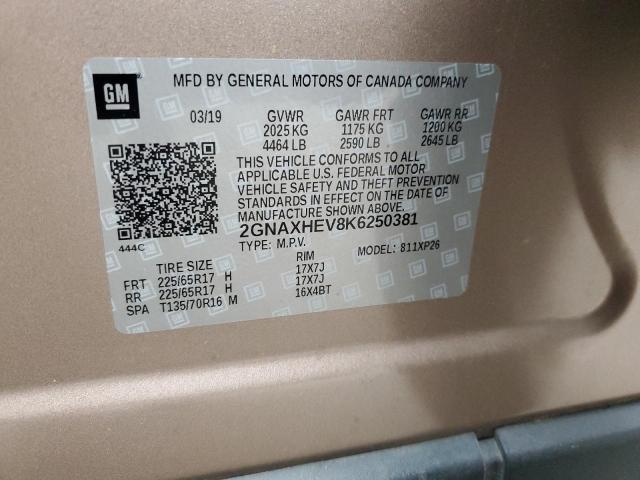 GM
MFD BY GENERAL MOTORS OF CANADA COMPANY
03/19 GVWR GAWR FRT GAWR RR
2025 KG 1175 KG 1200 KG
4464 LB 2590 LB 2645 LB
THIS VEHICLE CONFORMS TO ALL
APPLICABLE U.S. FEDERAL MOTOR
VEHICLE SAFETY AND THEFT PREVENTION
STANDARDS IN EFFECT ON THE DATE OF
MANUFACTURE SHOWN ABOVE.
2GNAXHEV8K6250381
444C TYPE: M.P.V. MODEL: 811XP26
TIRE SIZE RIM
FRT 225/65R17 H 17X7J
RR 225/65R17 H 17X7J
SPA T135/70R16 M 16X4BT